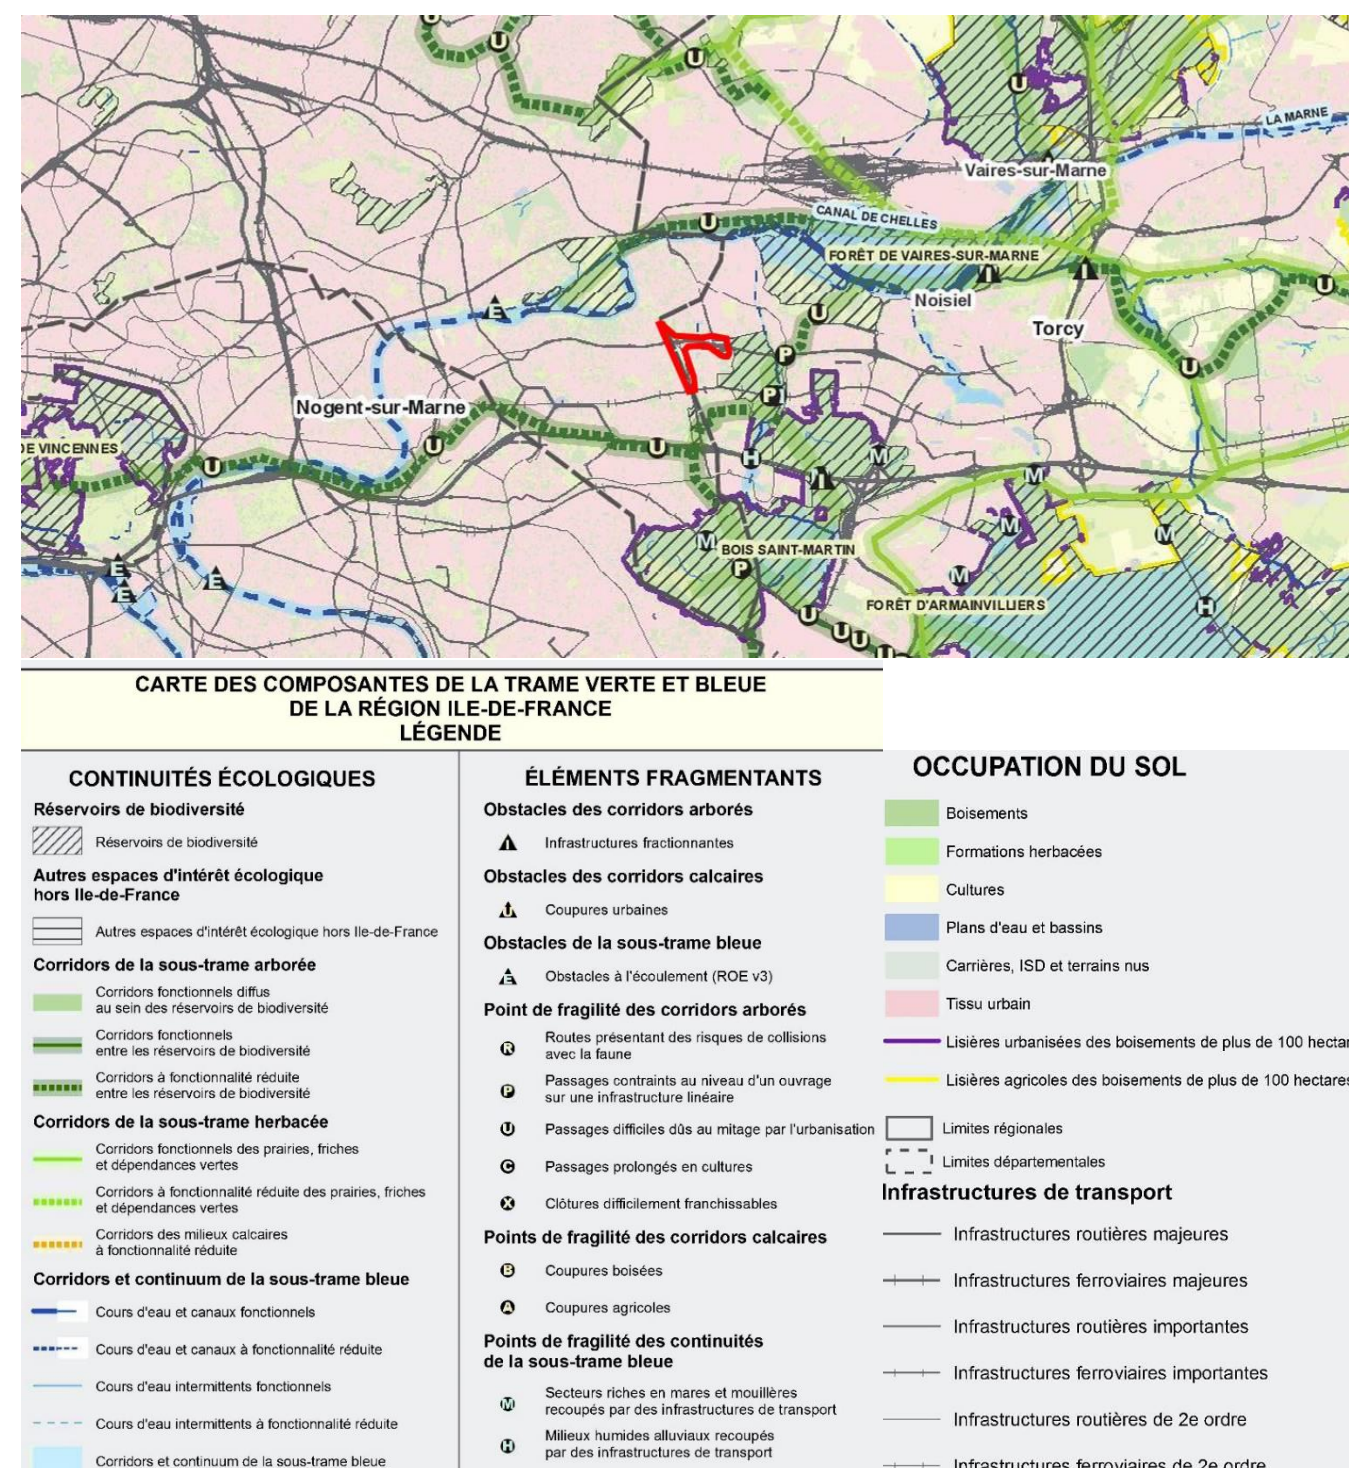 U
U
U
LA MARNE
Vaires-sur-Marne
U
CANAL DE CHELLES
FORÊT DE VAIRES-SUR-MARNE
I
I
Noisiel
U
E
U
Torcy
P
U
P
Nogent-sur-Marne
DE VINCENNES
U
U
U
H
M
I
M
M
M
M
BOIS SAINT-MARTIN
P
E
E
E
M
FORÊT D'ARMAINVILLIERS
H
U
U
U
U
CARTE DES COMPOSANTES DE LA TRAME VERTE ET BLEUE
DE LA RÉGION ILE-DE-FRANCE
LÉGENDE
CONTINUITÉS ÉCOLOGIQUES
Réservoirs de biodiversité
Réservoirs de biodiversité
Autres espaces d'intérêt écologique
hors Ile-de-France
Autres espaces d'intérêt écologique hors Ile-de-France
Corridors de la sous-trame arborée
Corridors fonctionnels diffus
au sein des réservoirs de biodiversité
Corridors fonctionnels
entre les réservoirs de biodiversité
Corridors à fonctionnalité réduite
entre les réservoirs de biodiversité
Corridors de la sous-trame herbacée
Corridors fonctionnels des prairies, friches
et dépendances vertes
Corridors à fonctionnalité réduite des prairies, friches
et dépendances vertes
Corridors des milieux calcaires
à fonctionnalité réduite
Corridors et continuum de la sous-trame bleue
Cours d'eau et canaux fonctionnels
Cours d'eau et canaux à fonctionnalité réduite
Cours d'eau intermittents fonctionnels
Cours d'eau intermittents à fonctionnalité réduite
Corridors et continuum de la sous-trame bleue
ÉLÉMENTS FRAGMENTANTS
Obstacles des corridors arborés
I Infrastructures fractionnantes
Obstacles des corridors calcaires
U Coupures urbaines
Obstacles de la sous-trame bleue
E Obstacles à l'écoulement (ROE v3)
Point de fragilité des corridors arborés
R Routes présentant des risques de collisions
avec la faune
P Passages contraints au niveau d'un ouvrage
sur une infrastructure linéaire
U Passages difficiles dûs au mitage par l'urbanisation
C Passages prolongés en cultures
X Clôtures difficilement franchissables
Points de fragilité des corridors calcaires
B Coupures boisées
A Coupures agricoles
Points de fragilité des continuités
de la sous-trame bleue
M Secteurs riches en mares et mouillères
recoupés par des infrastructures de transport
H Milieux humides alluviaux recoupés
par des infrastructures de transport
OCCUPATION DU SOL
Boisements
Formations herbacées
Cultures
Plans d'eau et bassins
Carrières, ISD et terrains nus
Tissu urbain
Lisières urbanisées des boisements de plus de 100 hectar
Lisières agricoles des boisements de plus de 100 hectares
Limites régionales
Limites départementales
Infrastructures de transport
Infrastructures routières majeures
Infrastructures ferroviaires majeures
Infrastructures routières importantes
Infrastructures ferroviaires importantes
Infrastructures routières de 2e ordre
Infrastructures ferroviaires de 2e ordre